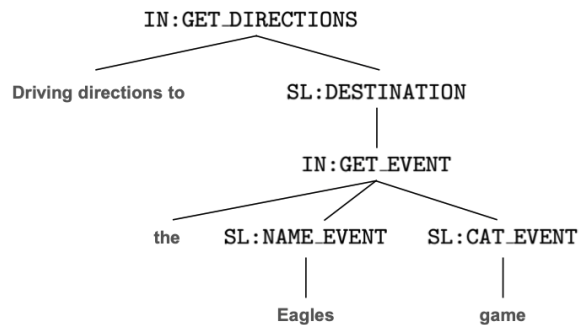 IN:GET_DIRECTIONS
Driving directions to
SL:DESTINATION
IN:GET_EVENT
the SL:NAME_EVENT SL:CAT_EVENT
Eagles game